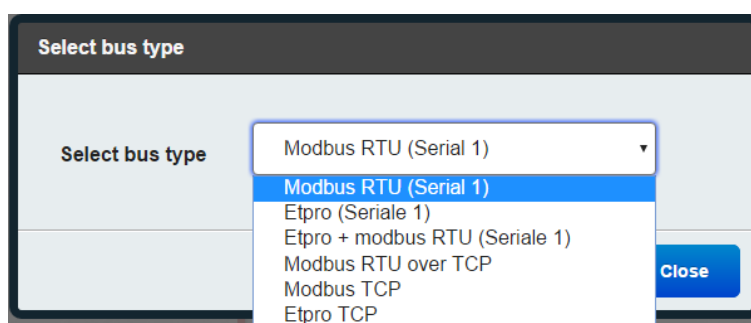 Select bus type
Select bus type
Modbus RTU (Serial 1)
Modbus RTU (Serial 1)
Etpro (Seriale 1)
Etpro + modbus RTU (Seriale 1)
Modbus RTU over TCP
Close
Modbus TCP
Etpro TCP